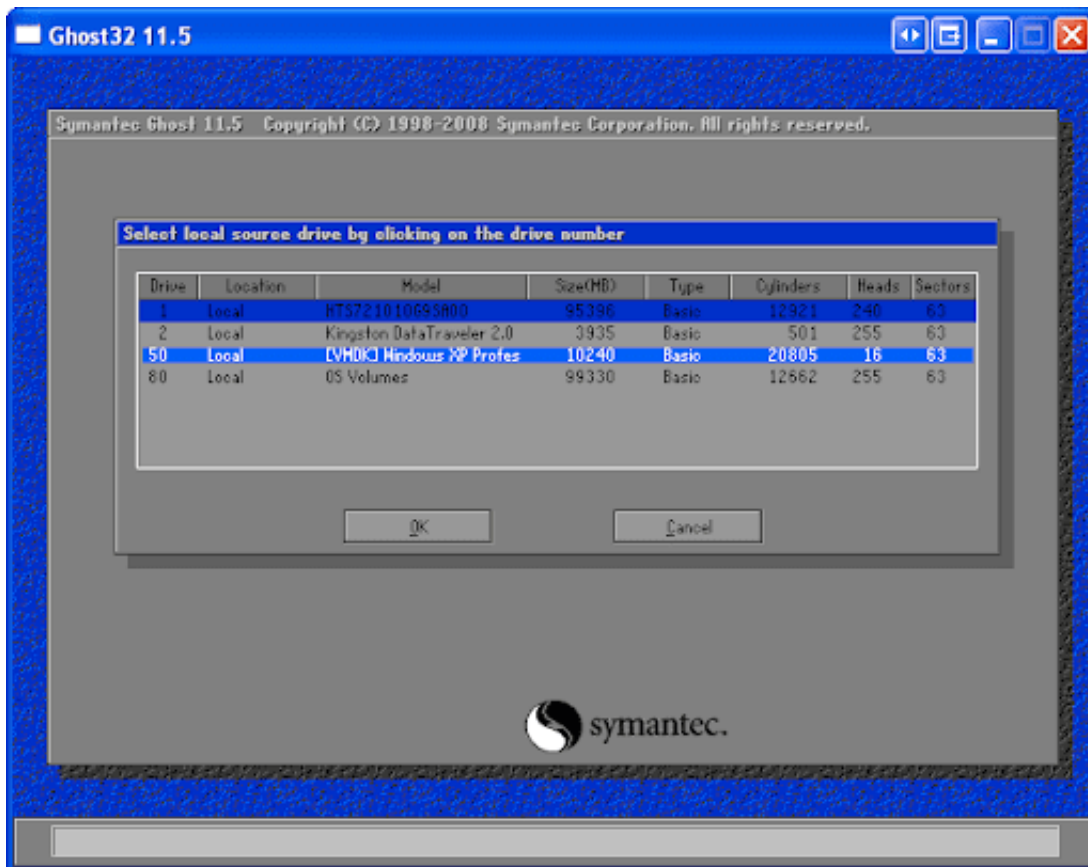 Ghost32 11.5
Symantec Ghost 11.5 Copyright (C) 1998-2008 Symantec Corporation. All rights reserved.
Select local source drive by clicking on the drive number
Drive Location Model Size(MB) Type Cylinders Heads Sectors
1 Local HTS721010G9SA00 95396 Basic 12921 240 63
2 Local Kingston DataTraveler 2.0 3935 Basic 501 255 63
50 Local [VMDK] Windows XP Profes 10240 Basic 20805 16 63
80 Local OS Volumes 99330 Basic 12662 255 63
OK Cancel
symantec.